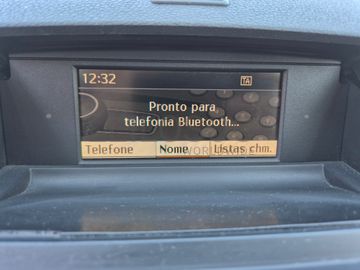 12:32
TA
Pronto para
telefonia Bluetooth...
Telefone Nome Listas chm.